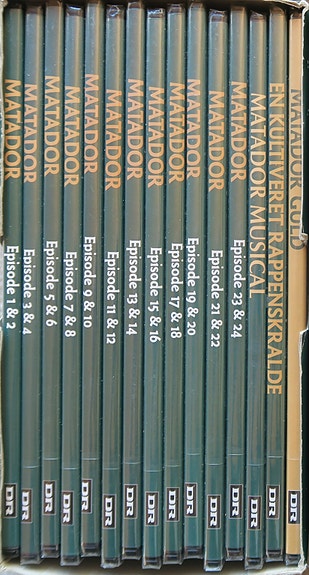 MATADOR Episode 1 & 2 DR
MATADOR Episode 3 & 4 DR
MATADOR Episode 5 & 6 DR
MATADOR Episode 7 & 8 DR
MATADOR Episode 9 & 10 DR
MATADOR Episode 11 & 12 DR
MATADOR Episode 13 & 14 DR
MATADOR Episode 15 & 16 DR
MATADOR Episode 17 & 18 DR
MATADOR Episode 19 & 20 DR
MATADOR Episode 21 & 22 DR
MATADOR Episode 23 & 24 DR
MATADOR MUSICAL DR
EN KULTIVERET RAPPENSKRALDE DR
MATADOR GULD DR